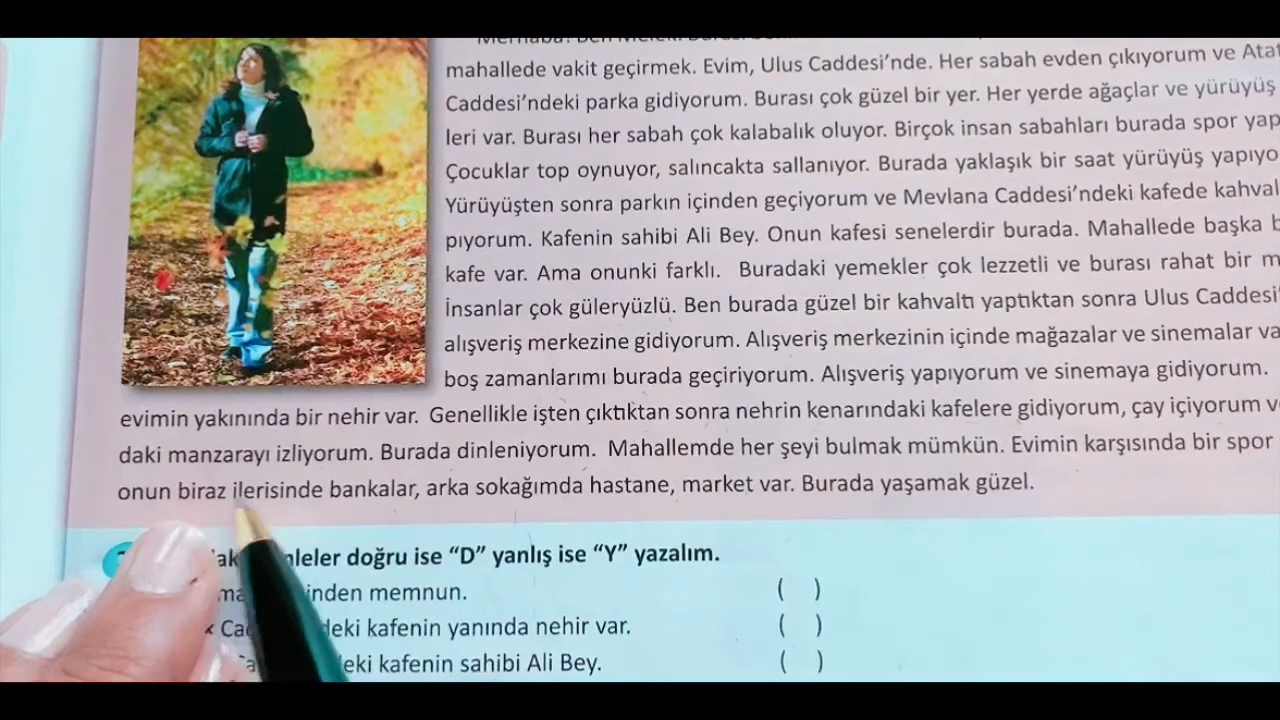 mahallede vakit geçirmek. Evim, Ulus Caddesi'nde. Her sabah evden çıkıyorum ve
Caddesi'ndeki parka gidiyorum. Burası çok güzel bir yer. Her yerde ağaçlar ve yürüyüş
leri var. Burası her sabah çok kalabalık oluyor. Birçok insan sabahları burada spor yap
Çocuklar top oynuyor, salıncakta sallanıyor. Burada yaklaşık bir saat yürüyüş yapıyo
Yürüyüşten sonra parkın içinden geçiyorum ve Mevlana Caddesi'ndeki kafede kahval
pıyorum. Kafenin sahibi Ali Bey. Onun kafesi senelerdir burada. Mahallede başka
kafe var. Ama onunki farklı. Buradaki yemekler çok lezzetli ve burası rahat bir
İnsanlar çok güleryüzlü. Ben burada güzel bir kahvaltı yaptıktan sonra Ulus Caddesi'
alışveriş merkezine gidiyorum. Alışveriş merkezinin içinde mağazalar ve sinemalar va
boş zamanlarımı burada geçiriyorum. Alışveriş yapıyorum ve sinemaya gidiyorum.
evimin yakınında bir nehir var. Genellikle işten çıktıktan sonra nehrin kenarındaki kafelere gidiyorum, çay içiyorum
daki manzarayı izliyorum. Burada dinleniyorum. Mahallemde her şeyi bulmak mümkün. Evimin karşısında bir spor
onun biraz ilerisinde bankalar, arka sokağımda hastane, market var. Burada yaşamak güzel.
doğru ise "D" yanlış ise "Y" yazalım.
inden memnun. ( )
deki kafenin yanında nehir var. ( )
deki kafenin sahibi Ali Bey. ( )